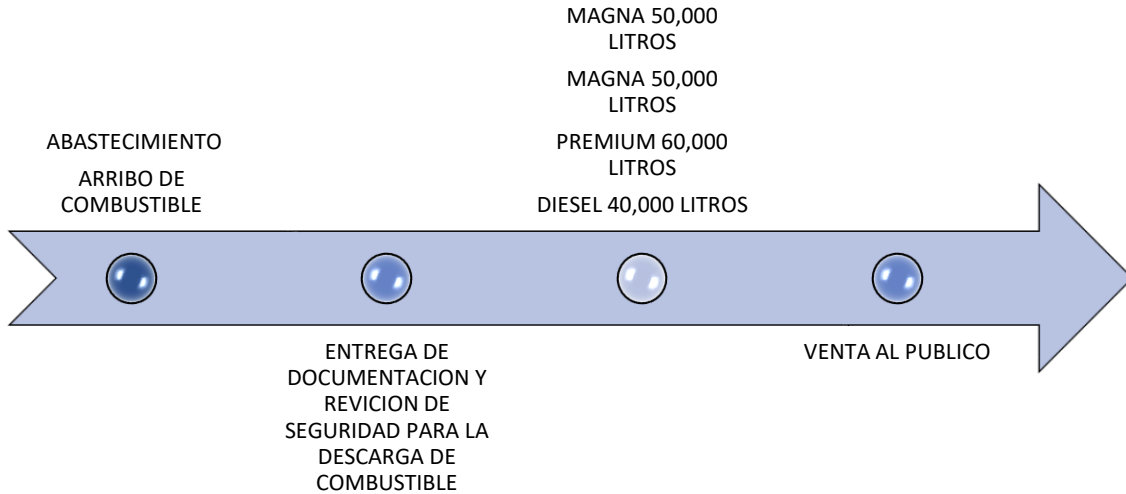 ABASTECIMIENTO
ARRIBO DE
COMBUSTIBLE
ENTREGA DE
DOCUMENTACION Y
REVICION DE
SEGURIDAD PARA LA
DESCARGA DE
COMBUSTIBLE
MAGNA 50,000
LITROS
MAGNA 50,000
LITROS
PREMIUM 60,000
LITROS
DIESEL 40,000 LITROS
VENTA AL PUBLICO